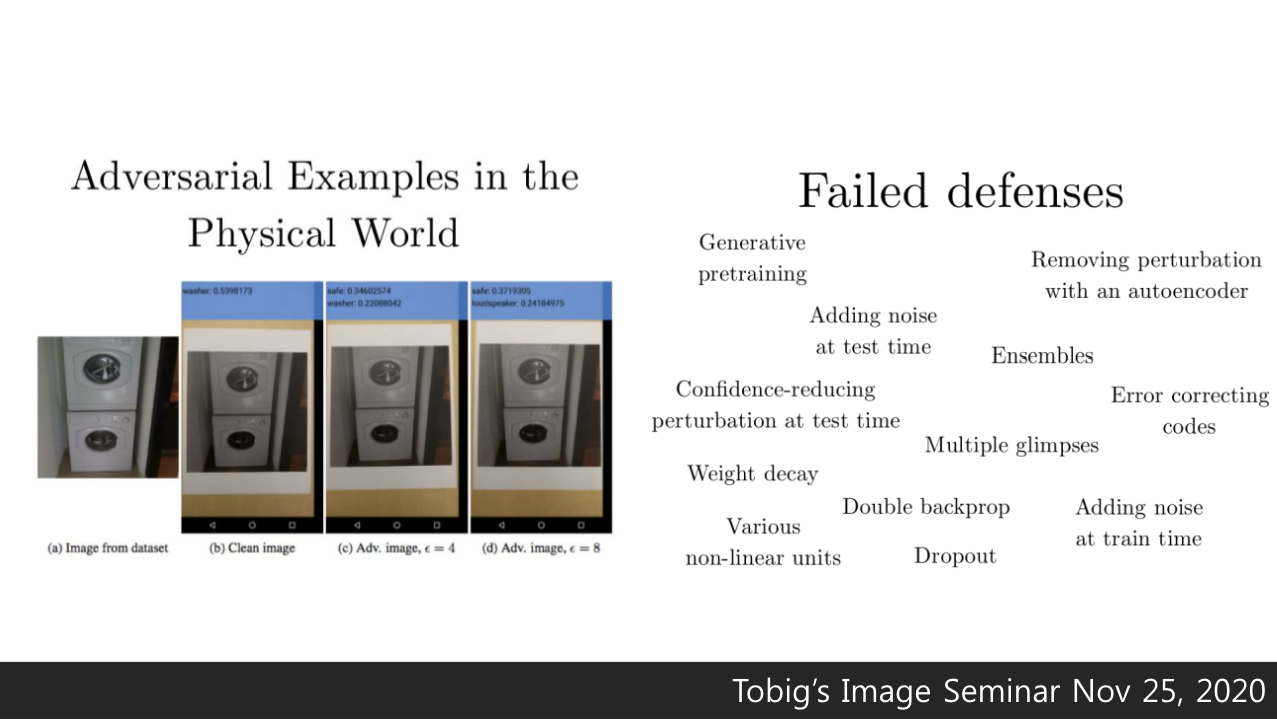 Adversarial Examples in the
Physical World
washer: 0.5398173
safe: 0.34602574
washer: 0.22088042
safe: 0.3719305
loudspeaker: 0.24184975
(a) Image from dataset
(b) Clean image
(c) Adv. image, ϵ = 4
(d) Adv. image, ϵ = 8
Failed defenses
Generative
pretraining
Removing perturbation
with an autoencoder
Adding noise
at test time
Ensembles
Confidence-reducing
perturbation at test time
Error correcting
codes
Multiple glimpses
Weight decay
Double backprop
Adding noise
at train time
Various
non-linear units
Dropout
Tobig’s Image Seminar Nov 25, 2020